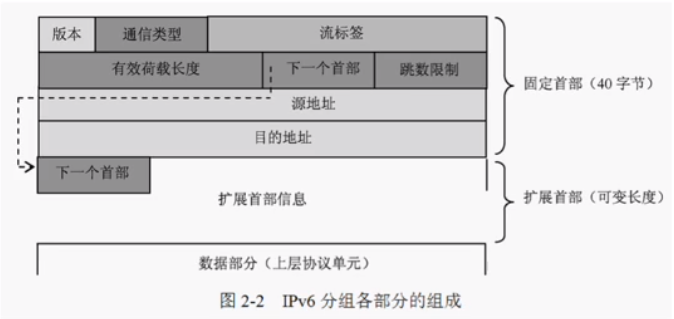 版本 通信类型 流标签
有效荷载长度 下一个首部 跳数限制
固定首部（40 字节）
源地址
目的地址
下一个首部
扩展首部信息
扩展首部（可变长度）
数据部分（上层协议单元）
图 2-2 IPv6 分组各部分的组成